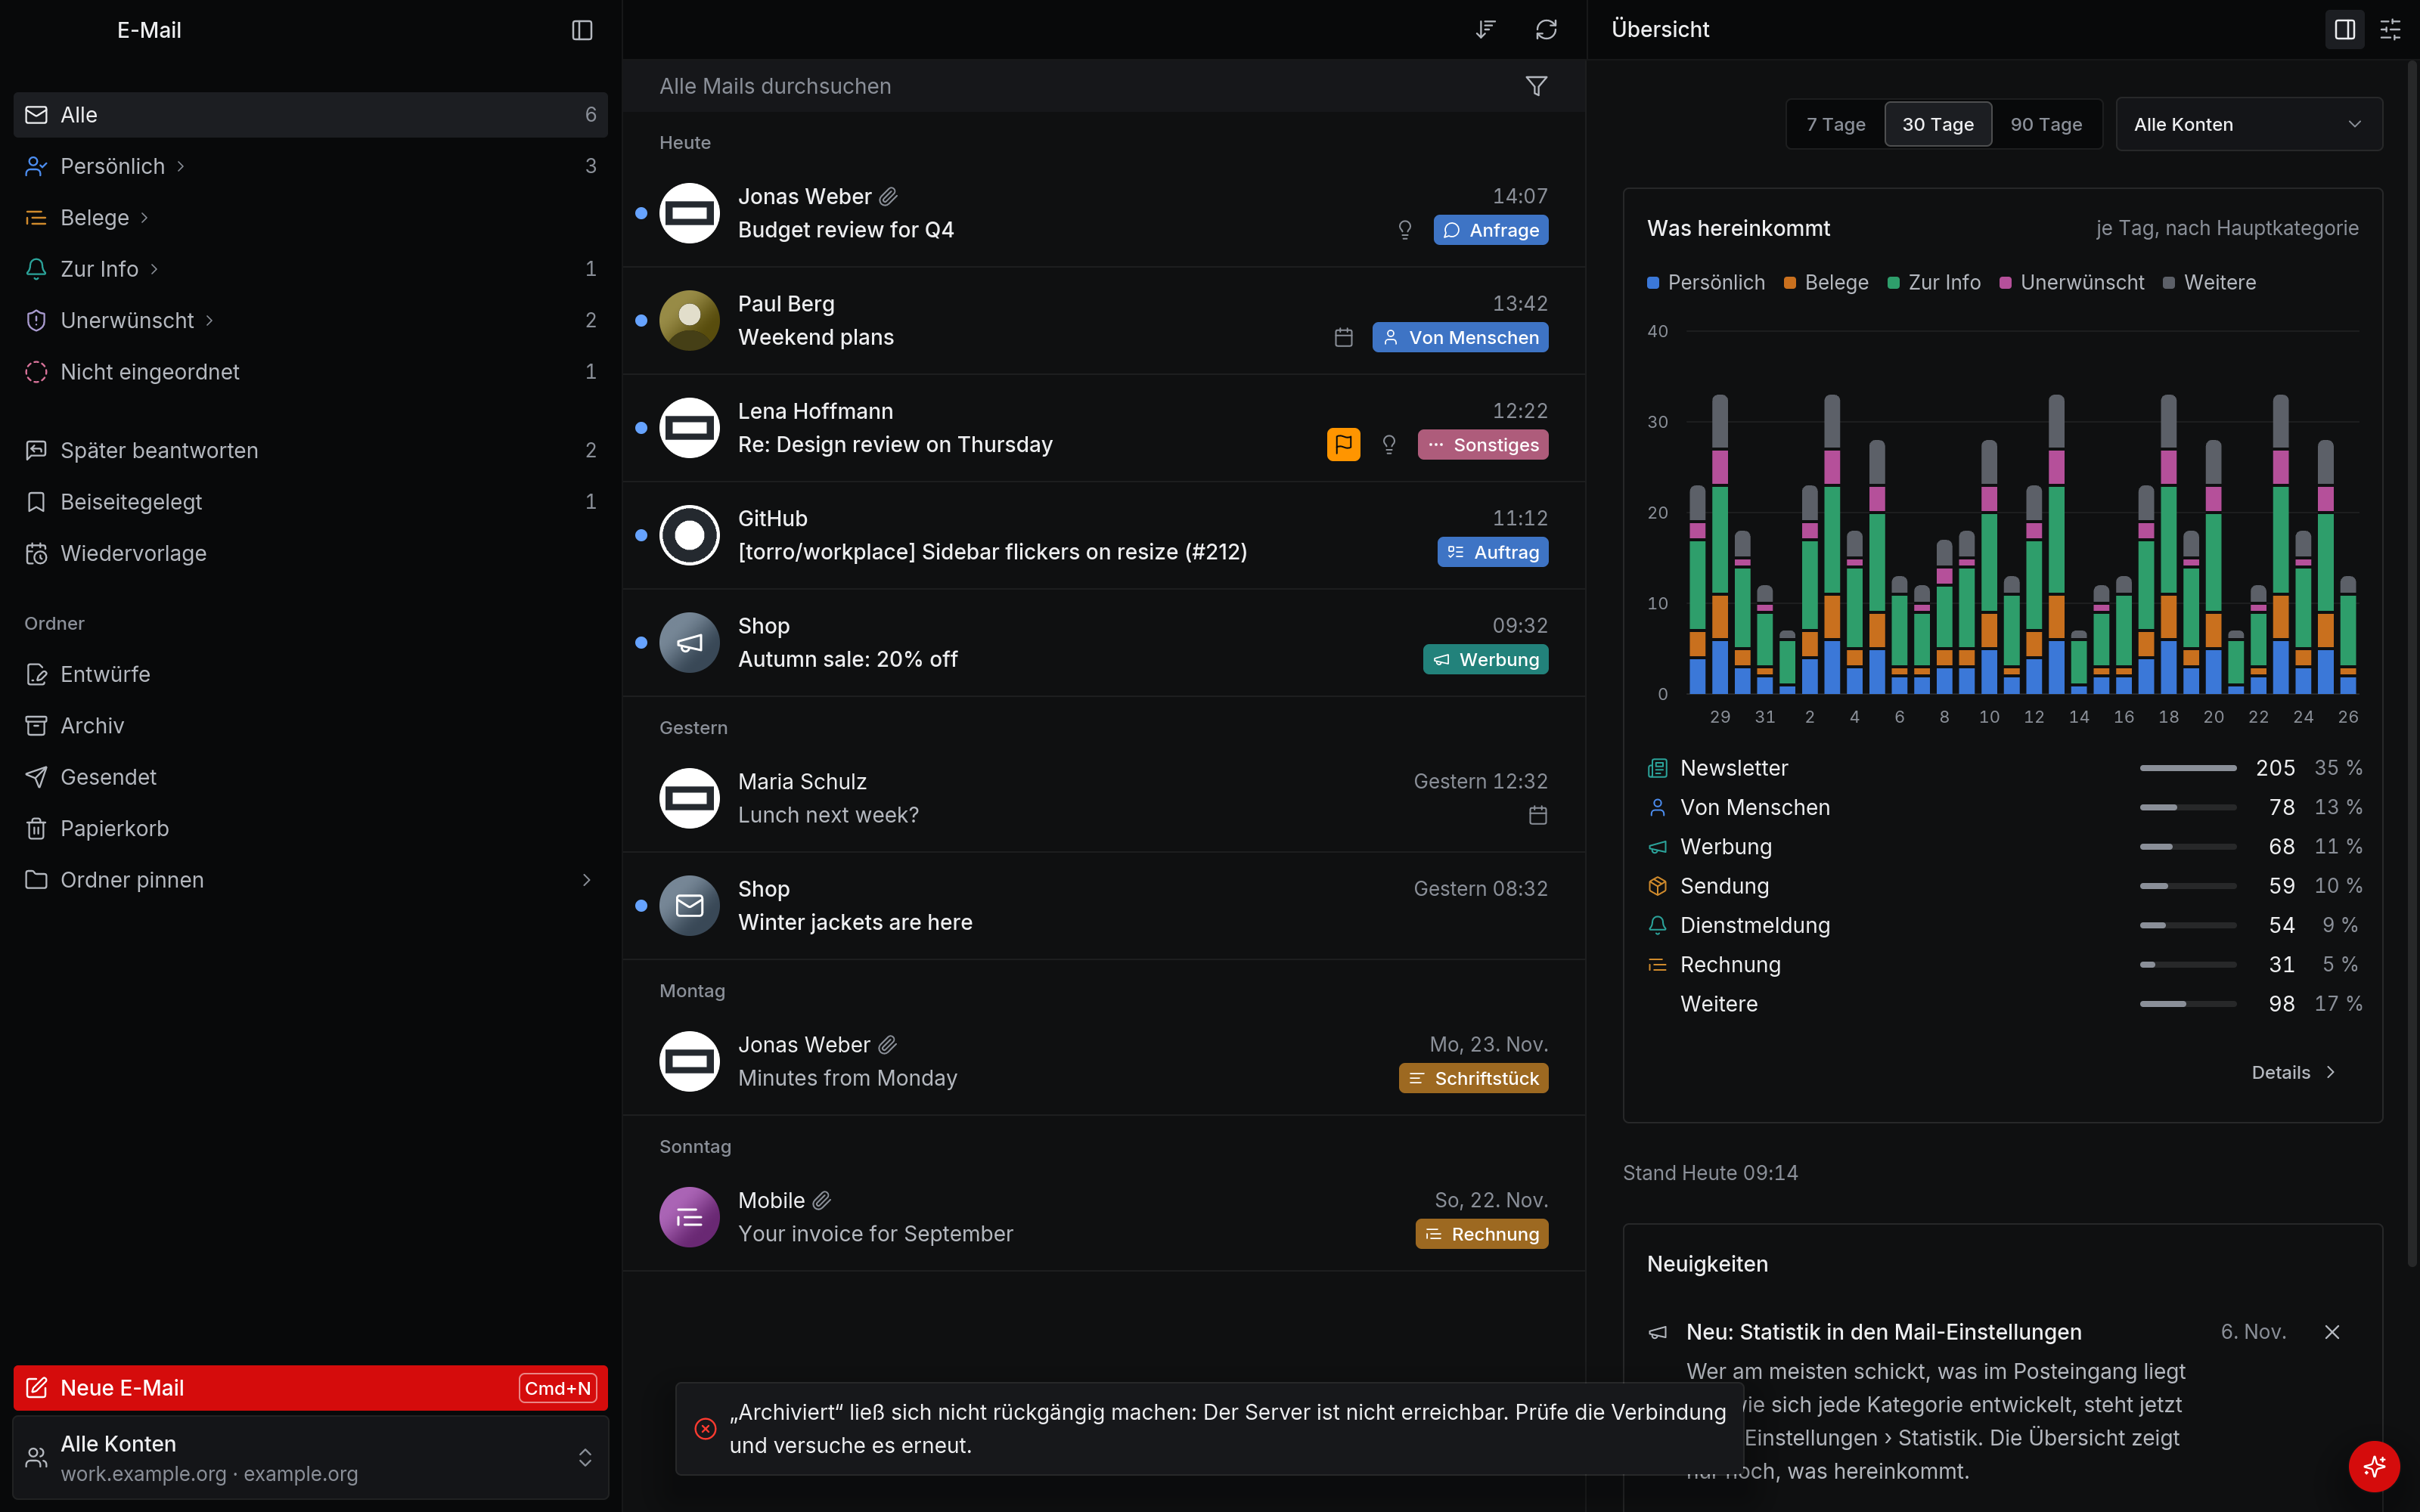 E-Mail
Alle 6
Persönlich 3
Belege
Zur Info 1
Unerwünscht 2
Nicht eingeordnet 1
Später beantworten 2
Beiseitegelegt 1
Wiedervorlage
Ordner
Entwürfe
Archiv
Gesendet
Papierkorb
Ordner pinnen
Neue E-Mail Cmd+N
Alle Konten
work.example.org · example.org
Alle Mails durchsuchen
Heute
Jonas Weber 14:07
Budget review for Q4 Anfrage
Paul Berg 13:42
Weekend plans Von Menschen
Lena Hoffmann 12:22
Re: Design review on Thursday Sonstiges
GitHub 11:12
[torro/workplace] Sidebar flickers on resize (#212) Auftrag
Shop 09:32
Autumn sale: 20% off Werbung
Gestern
Maria Schulz Gestern 12:32
Lunch next week?
Shop Gestern 08:32
Winter jackets are here
Montag
Jonas Weber Mo, 23. Nov.
Minutes from Monday Schriftstück
Sonntag
Mobile So, 22. Nov.
Your invoice for September Rechnung
„Archiviert“ ließ sich nicht rückgängig machen: Der Server ist nicht erreichbar. Prüfe die Verbindung
und versuche es erneut.
Übersicht
7 Tage 30 Tage 90 Tage Alle Konten
Was hereinkommt je Tag, nach Hauptkategorie
Persönlich Belege Zur Info Unerwünscht Weitere
40
30
20
10
0
29 31 2 4 6 8 10 12 14 16 18 20 22 24 26
Newsletter 205 35 %
Von Menschen 78 13 %
Werbung 68 11 %
Sendung 59 10 %
Dienstmeldung 54 9 %
Rechnung 31 5 %
Weitere 98 17 %
Details
Stand Heute 09:14
Neuigkeiten
Neu: Statistik in den Mail-Einstellungen 6. Nov.
Wer am meisten schickt, was im Posteingang liegt
wie sich jede Kategorie entwickelt, steht jetzt
Einstellungen › Statistik. Die Übersicht zeigt
nur noch, was hereinkommt.